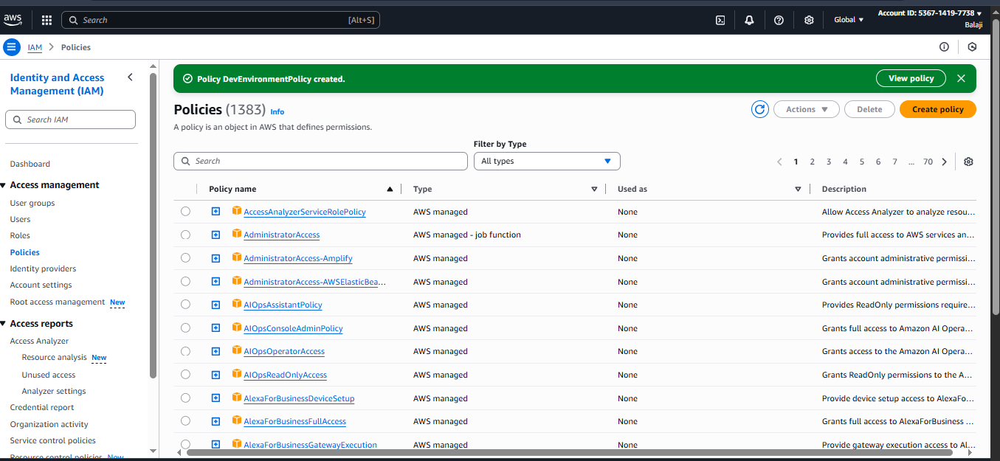 aws Search [Alt+S] Global Account ID: 5367-1419-7738
Balaji
IAM Policies
Identity and Access Management (IAM)
Search IAM
Dashboard
Access management
User groups
Users
Roles
Policies
Identity providers
Account settings
Root access management New
Access reports
Access Analyzer
Resource analysis New
Unused access
Analyzer settings
Credential report
Organization activity
Service control policies
Resource control policies New
Policy DevEnvironmentPolicy created. View policy
Policies (1383) Info
Actions Delete Create policy
A policy is an object in AWS that defines permissions.
Filter by Type
Search All types 1 2 3 4 5 6 7 ... 70
Policy name Type Used as Description
AccessAnalyzerServiceRolePolicy AWS managed None Allow Access Analyzer to analyze resou...
AdministratorAccess AWS managed - job function None Provides full access to AWS services an...
AdministratorAccess-Amplify AWS managed None Grants account administrative permissi...
AdministratorAccess-AWSElasticBea... AWS managed None Grants account administrative permissi...
AIOpsAssistantPolicy AWS managed None Provides ReadOnly permissions require...
AIOpsConsoleAdminPolicy AWS managed None Grants full access to Amazon AI Opera...
AIOpsOperatorAccess AWS managed None Grants access to the Amazon AI Opera...
AIOpsReadOnlyAccess AWS managed None Grants ReadOnly permissions to the A...
AlexaForBusinessDeviceSetup AWS managed None Provide device setup access to AlexaFo...
AlexaForBusinessFullAccess AWS managed None Grants full access to AlexaForBusiness ...
AlexaForBusinessGatewayExecution AWS managed None Provide gateway execution access to Al...